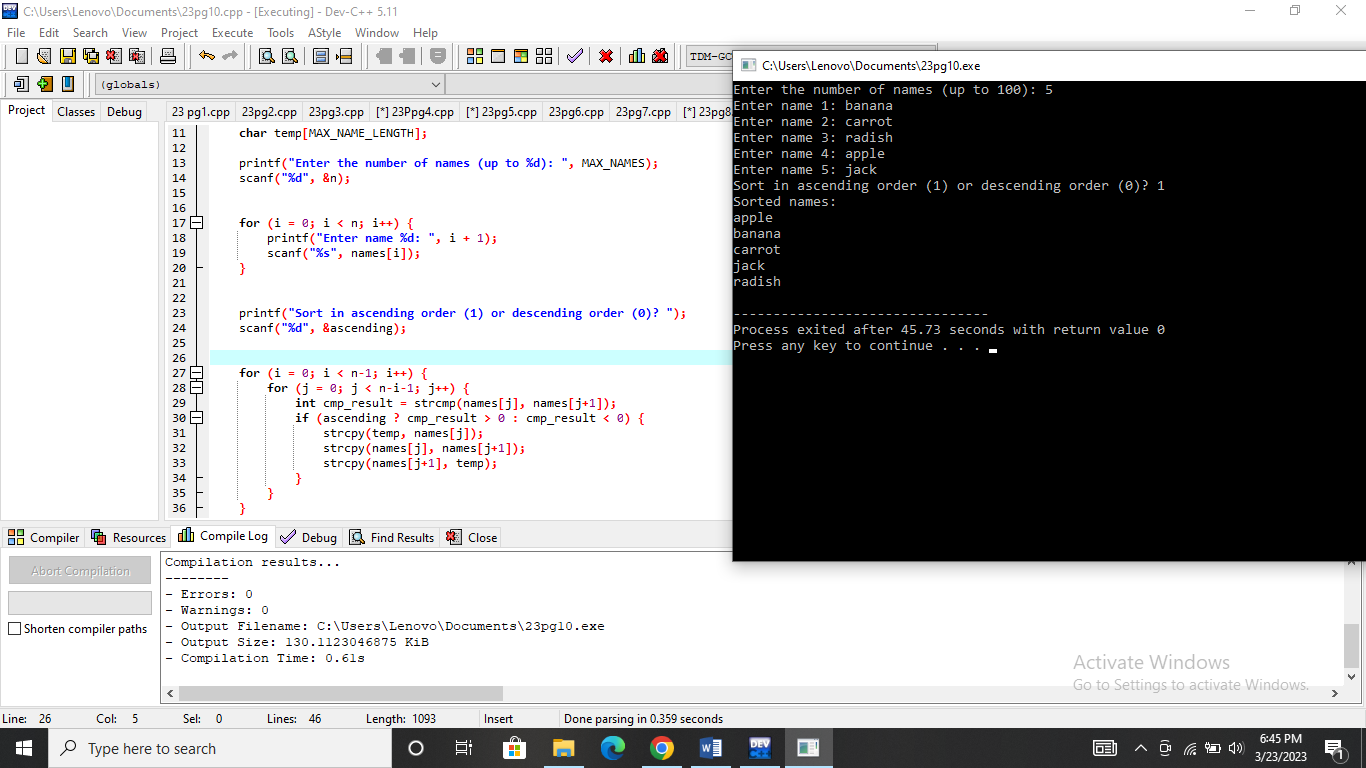 C:\Users\Lenovo\Documents\23pg10.cpp - [Executing] - Dev-C++ 5.11
File Edit Search View Project Execute Tools AStyle Window Help
TDM-GC
(globals)
Project Classes Debug
23 pg1.cpp 23pg2.cpp 23pg3.cpp [*] 23Ppg4.cpp [*] 23pg5.cpp 23pg6.cpp 23pg7.cpp [*] 23pg8
11 char temp[MAX_NAME_LENGTH];
12
13 printf("Enter the number of names (up to %d): ", MAX_NAMES);
14 scanf("%d", &n);
15
16
17 for (i = 0; i < n; i++) {
18 printf("Enter name %d: ", i + 1);
19 scanf("%s", names[i]);
20 }
21
22
23 printf("Sort in ascending order (1) or descending order (0)? ");
24 scanf("%d", &ascending);
25
26
27 for (i = 0; i < n-1; i++) {
28 for (j = 0; j < n-i-1; j++) {
29 int cmp_result = strcmp(names[j], names[j+1]);
30 if (ascending ? cmp_result > 0 : cmp_result < 0) {
31 strcpy(temp, names[j]);
32 strcpy(names[j], names[j+1]);
33 strcpy(names[j+1], temp);
34 }
35 }
36 }
C:\Users\Lenovo\Documents\23pg10.exe
Enter the number of names (up to 100): 5
Enter name 1: banana
Enter name 2: carrot
Enter name 3: radish
Enter name 4: apple
Enter name 5: jack
Sort in ascending order (1) or descending order (0)? 1
Sorted names:
apple
banana
carrot
jack
radish
--------------------------------
Process exited after 45.73 seconds with return value 0
Press any key to continue . . .
Compiler Resources Compile Log Debug Find Results Close
Abort Compilation
Shorten compiler paths
Compilation results...
--------
- Errors: 0
- Warnings: 0
- Output Filename: C:\Users\Lenovo\Documents\23pg10.exe
- Output Size: 130.1123046875 KiB
- Compilation Time: 0.61s
Activate Windows
Go to Settings to activate Windows.
Line: 26 Col: 5 Sel: 0 Lines: 46 Length: 1093 Insert Done parsing in 0.359 seconds
Type here to search
DEV
6:45 PM
3/23/2023
1